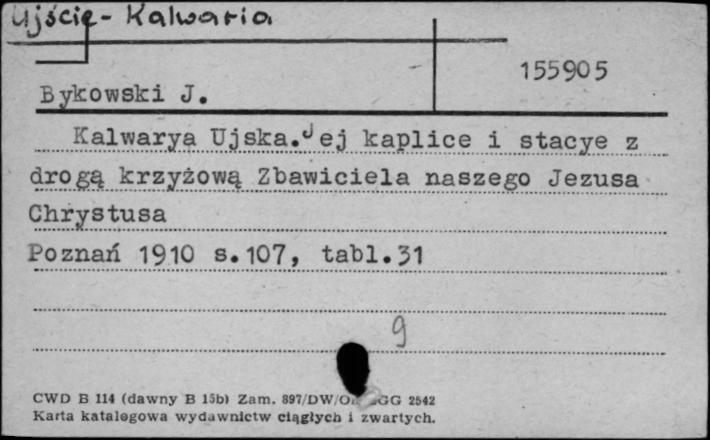 Ujście - Kalwaria
155905
Bykowski J.
Kalwarya Ujska. Jej kaplice i stacye z
drogą krzyżową Zbawiciela naszego Jezusa
Chrystusa
Poznań 1910 s.107, tabl.31
9
CWD B 114 (dawny B 15b) Zam. 897/DW/O GG 2542
Karta katalogowa wydawnictw ciągłych i zwartych.